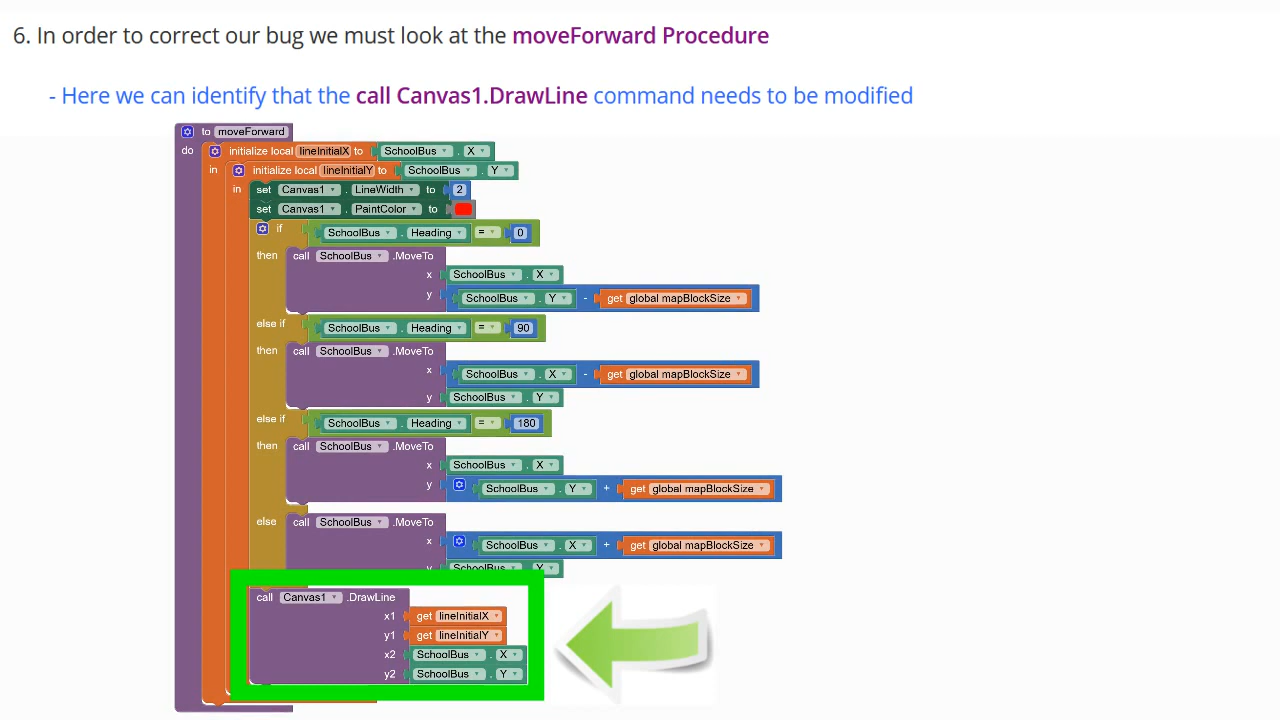 6. In order to correct our bug we must look at the moveForward Procedure
- Here we can identify that the call Canvas1.DrawLine command needs to be modified
to moveForward
do initialize local lineInitialX to SchoolBus . X
in initialize local lineInitialY to SchoolBus . Y
in set Canvas1 . LineWidth to 2
set Canvas1 . PaintColor to
if SchoolBus . Heading = 0
then call SchoolBus .MoveTo
x SchoolBus . X
y SchoolBus . Y - get global mapBlockSize
else if SchoolBus . Heading = 90
then call SchoolBus .MoveTo
x SchoolBus . X - get global mapBlockSize
y SchoolBus . Y
else if SchoolBus . Heading = 180
then call SchoolBus .MoveTo
x SchoolBus . X
y SchoolBus . Y + get global mapBlockSize
else call SchoolBus .MoveTo
x SchoolBus . X + get global mapBlockSize
y SchoolBus . Y
call Canvas1 .DrawLine
x1 get lineInitialX
y1 get lineInitialY
x2 SchoolBus . X
y2 SchoolBus . Y